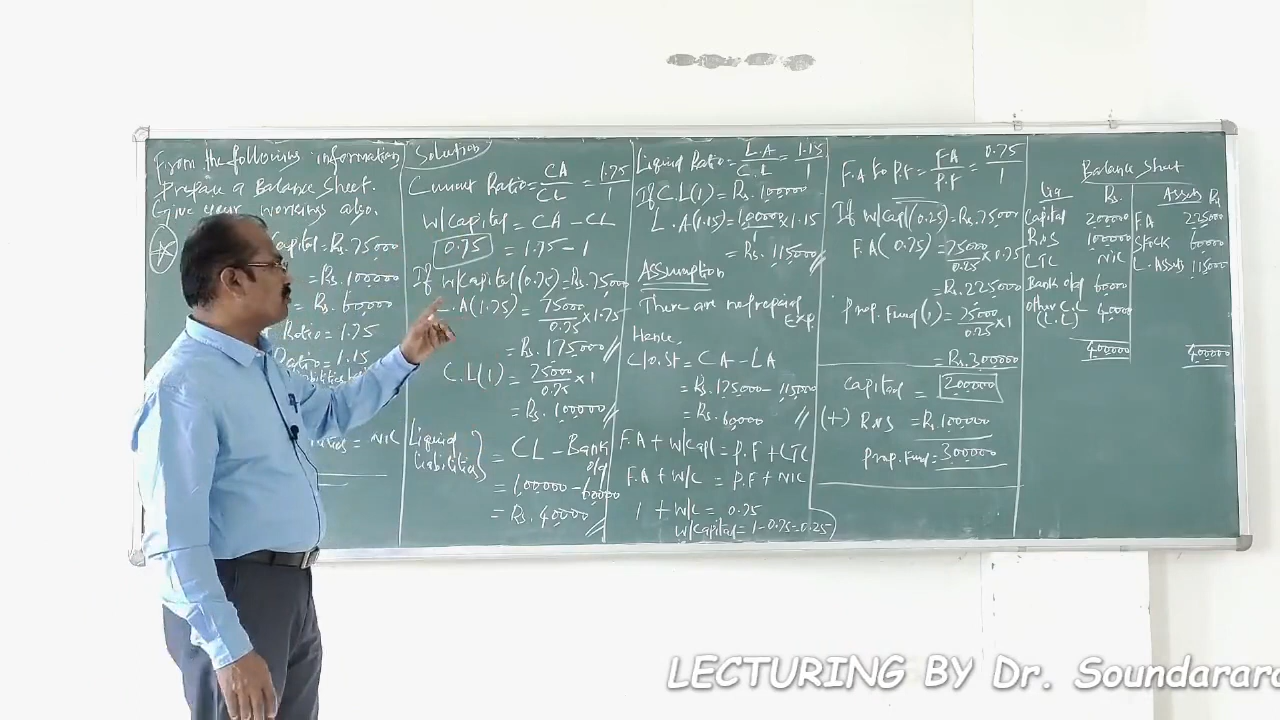 From the following information
Prepare a Balance Sheet.
Give your workings also.
Capital = Rs. 75000
= Rs. 100000
= Rs. 60000
Ratio = 1.75
Ratio = 1.15
= NIL
Solution
Current Ratio = CA/CL = 1.75/1
W/Capital = CA - CL
0.75 = 1.75 - 1
If W/Capital (0.75) = Rs. 75000
C.A (1.75) = 75000/0.75 x 1.75
= Rs. 175000
C.L (1) = 75000/0.75 x 1
= Rs. 100000
Liquid Liabilities } = CL - Bank o/d
= 100000 - 60000
= Rs. 40000
Liquid Ratio = L.A/C.L = 1.15/1
If C.L (1) = Rs. 100000
L.A (1.15) = 100000/1 x 1.15
= Rs. 115000
Assumption
There are no prepaid Exp.
Hence,
C/O.St = CA - LA
= Rs. 175000 - 115000
= Rs. 60000
F.A + W/Capl = P.F + LTC
F.A + W/C = P.F + NIL
1 + W/C = 0.75
W/Capital = 1 - 0.75 = 0.25
F.A to P.F = F.A/P.F = 0.75/1
If W/Capl (0.25) = Rs. 75000
F.A (0.75) = 75000/0.25 x 0.75
= Rs. 225000
Prop. Fund (1) = 75000/0.25 x 1
= Rs. 300000
Capital = 200000
(+) R&S = Rs. 100000
Prop. Fund = 300000
Balance Sheet
Rs. Assets Rs
Capital 200000 F.A 225000
R&S 100000 Stock 60000
NIL L. Assets 115000
Bank o/d 60000
Other C.L 40000
400000 400000
LECTURING BY Dr. Soundarara